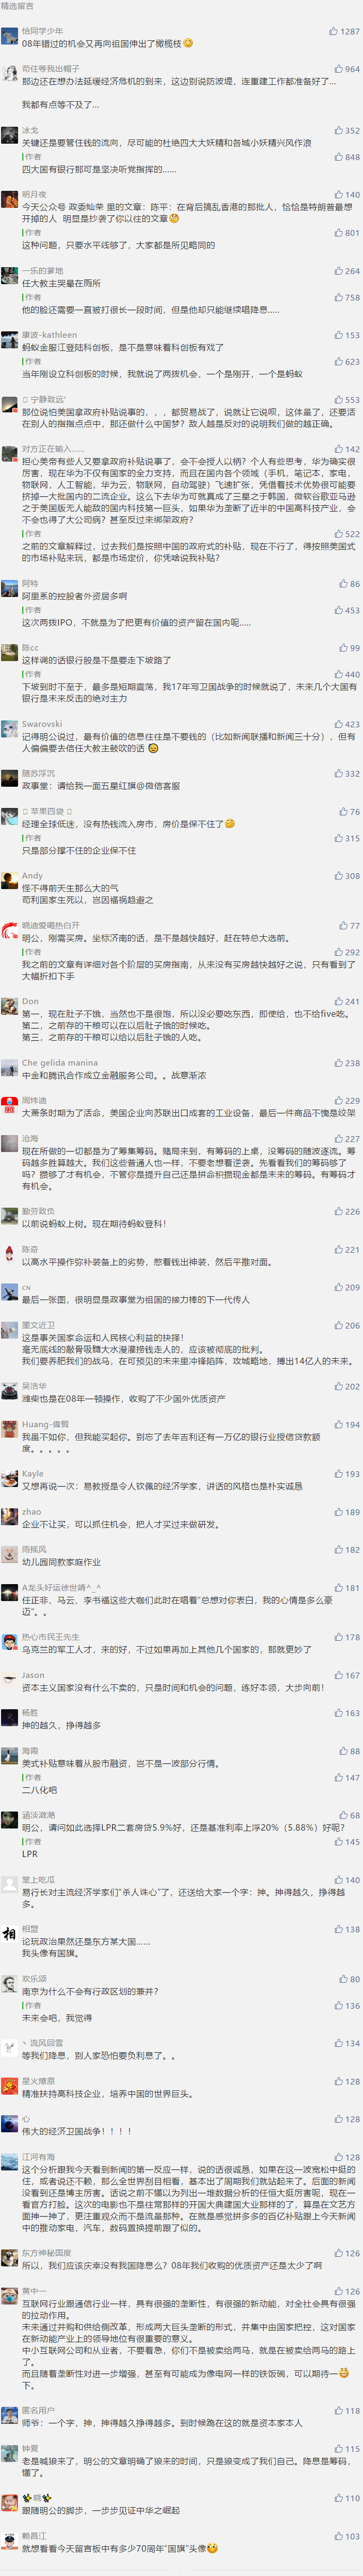 精选留言
恰同学少年
1287
08年错过的机会又再向祖国伸出了橄榄枝
苟住等我出帽子
964
那边还在想办法延缓经济危机的到来，这边别说防波堤，连重建工作都准备好了...
我都有点等不及了...
冰戈
352
关键还是要管住钱的流向，尽可能的杜绝四大大妖精和各城小妖精兴风作浪
作者
848
四大国有银行那可是坚决听党指挥的......
明月夜
140
今天公众号 政委灿荣 里的文章：陈平：在背后搞乱香港的那批人，恰恰是特朗普最想
开掉的人 明显是抄袭了你以往的文章
作者
801
这种问题，只要水平线够了，大家都是所见略同的
一乐的爹地
264
任大教主哭晕在厕所
作者
758
他的脸还需要一直被打很长一段时间，但是他却只能继续唱降息.....
康波-kathleen
153
蚂蚁金服江登陆科创板，是不是意味着科创板有戏了
作者
623
当年刚设立科创板的时候，我就说了两拨机会，一个是刚开，一个是蚂蚁
宁静致远'
553
那位说怕美国拿政府补贴说事的，，，都贸易战了，说就让它说呗，这体虽了，还要活
在别人的指指点点中，那还做什么中国梦？敌人越是反对的说明我们做的越正确。
对方正在输入......
142
担心美帝有些人又要拿政府补贴说事了，会不会授人以柄？个人有些思考，华为确实很
厉害，现在华为不仅有国家的全力支持，而且在国内各个领域（手机，笔记本，家电，
物联网，人工智能，华为云，物联网，自动驾驶）飞速扩张，凭借着技术优势很可能要
挤掉一大批国内的二流企业。这么下去华为可就真成了三星之于韩国，微软谷歌亚马逊
之于美国版无人能敌的国内科技第一巨头，如果华为垄断了近半的中国高科技产业，会
不会也得了大公司病？甚至反过来绑架政府？
作者
522
之前的文章解释过，过去我们是按照中国的政府式的补贴，现在不行了，得按照美国式
的市场补贴来玩，都是市场定价，你凭啥说我补贴？
阿特
86
阿里系的控股者外资居多啊
作者
453
这次两拨IPO，不就是为了把更有价值的资产留在国内呢.....
陈cc
99
这样调的话银行股是不是要走下坡路了
作者
440
下坡到时不至于，最多是短期震荡，我17年写卫国战争的时候就说了，未来几个大国有
银行是未来反击的绝对主力
Swarovski
423
记得明公说过，最有价值的信息往往是不要钱的（比如新闻联播和新闻三十分），但有
人偏偏要去信任大教主鼓吹的话
随苏浮沉
332
政事堂：请给我一面五星红旗@微信客服
苹果四袋
76
经理全球低迷，没有热钱流入房市，房价是保不住了
作者
315
只是部分撑不住的企业保不住
Andy
308
怪不得前天生那么大的气
苟利国家生死以，岂因福祸趋避之
晓迪爱喝热白开
77
明公，刚需买房。坐标济南的话，是不是越快越好，赶在特总大选前。
作者
292
我之前的文章有详细对各个阶层的买房指南，从来没有买房越快越好之说，只有看到了
大幅折扣下手
Don
241
第一，现在肚子不饿，当然也不是很饱，所以没必要吃东西，即使给，也不给five吃。
第二，之前存的干粮可以在以后肚子饿的时候吃。
第三，之前存的干粮可以给以后肚子饿的人吃。
Che gelida manina
238
中金和腾讯合作成立金融服务公司。。战意渐浓
周炜迪
229
大萧条时期为了活命，美国企业向苏联出口成套的工业设备，最后一件商品不愧是绞架
沿海
227
现在所做的一切都是为了筹集筹码。赌局来到，有筹码的上桌，没筹码的随波逐流。筹
码越多胜算越大。我们这些普通人也一样，不要老想着逆袭。先看看我们的筹码够了
吗？攒够了才有机会，不管你是提升自己还是拼命积攒现金都是未来的筹码。有筹码才
有机会。
勤劳致负
226
以前说蚂蚁上树。现在期待蚂蚁登科！
陈奇
221
以高水平操作弥补装备上的劣势，憋着钱出神装，然后平推对面。
CN
209
最后一张图，很明显是政事堂为祖国的接力棒的下一代传人
墨文近卫
206
这是事关国家命运和人民核心利益的抉择！
毫无底线的敲骨吸髓大水漫灌捞钱走人的，应该被彻底的批判。
我们要养肥我们的战马，在可预见的未来里冲锋陷阵，攻城略地，搏出14亿人的未来。
吴浩华
202
潍柴也是在08年一顿操作，收购了不少国外优质资产
Huang-偉賢
194
我虽不如你，但我能买起你。别忘了去年吉利还有一万亿的银行业授信贷款额
度。。。。。
Kayle
193
又想再说一次：易教授是令人钦佩的经济学家，讲话的风格也是朴实诚恳
zhao
189
企业不让买，可以抓住机会，把人才买过来做研发。
雨摇风
182
幼儿园同款家庭作业
A龙头好运徐世靖^_^
181
任正非、马云、李书福这些大咖们此时在唱着"总想对你表白，我的心情是多么豪
迈"。。
热心市民王先生
178
乌克兰的军工人才，来的好，不过如果再加上其他几个国家的，那就更妙了
Jason
167
资本主义国家没有什么不卖的，只是时间和机会的问题，练好本领，大步向前！
杨胜
163
抻的越久，挣得越多
海霞
88
美式补贴意味着从股市融资，岂不是一波部分行情。
作者
147
二八化吧
涵淡潋滟
68
明公，请问如此选择LPR二套房贷5.9%好，还是基准利率上浮20%（5.88%）好呢？
作者
145
LPR
堂上吃瓜
140
易行长对主流经济学家们"杀人诛心"了，还送给大家一个字：抻。抻得越久，挣得越
多。
相盟
138
论玩政治果然还是东方某大国......
我头像有国旗。
欢乐颂
80
南京为什么不会有行政区划的兼并？
作者
136
未来会吧，我觉得
丶流风回雪
134
等我们降息，别人家恐怕要负利息了。。
星火燎原
128
精准扶持高科技企业，培养中国的世界巨头。
心
128
伟大的经济卫国战争！！！！
江河有海
128
这个分析跟我今天看到新闻的第一反应一样，说的话很诚恳，如果在这一波宽松中挺的
住，或者说还不赖，那么全世界刮目相看，基本出了周期我们就站起来了。后面的新闻
没看到还是博主厉害。话说之前不懂以为列出一堆数据分析的任恒大挺厉害呢，现在一
看官方打脸。这次的电影也不是往常那样的开国大典建国大业那样的了，算是在文艺方
面抻一抻了，更注重观众而不是流量那种。在就是感觉拼多多的百亿补贴跟上今天新闻
中的推动家电，汽车，数码置换提前跟了似的。
东方神秘国度
126
所以，我们应该庆幸没有我国降息么？08年我们收购的优质资产还是太少了啊
黄中一
126
互联网行业跟通信行业一样，具有很强的垄断性，有很强的新动能，对全社会具有很强
的拉动作用。
未来通过并购和供给侧改革，形成两大巨头垄断的形式，并集中由国家把控，这对国家
在新动能产业上的领导地位有很重要的意义。
中小互联网公司和从业者，不要着急，你们不是被卖给两马，就是在被卖给两马的路上
了。
而且随着垄断性对进一步增强，甚至有可能成为像电网一样的铁饭碗，可以期待一
下。
匿名用户
118
师爷：一个字，抻，抻得越久挣得越多。到时候跪在这的就是资本家本人
钟夏
115
老是喊狼来了，明公的文章明确了狼来的时间，只是狼变成了我们自己。降息是筹码，
懂了。
晓
110
跟随明公的脚步，一步步见证中华之崛起
赖昌江
103
就想看看今天留言板中有多少70周年"国旗"头像